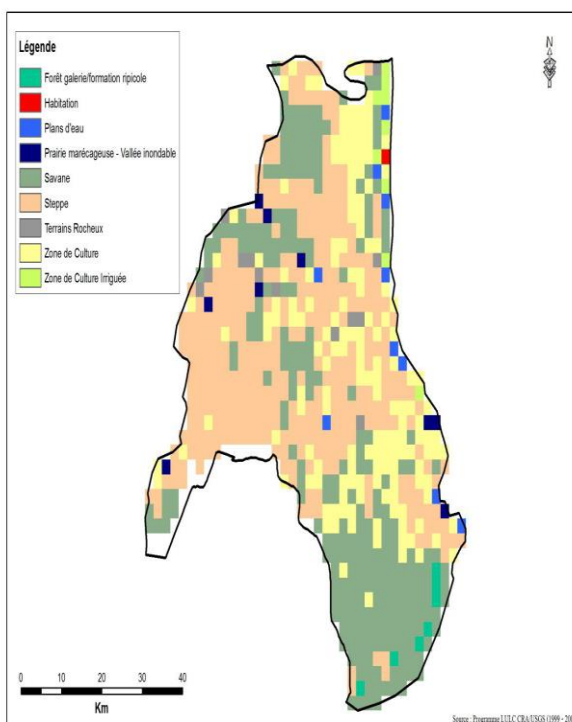 Légende
Forêt galerie/formation ripicole
Habitation
Plans d'eau
Prairie marécageuse - Vallée inondable
Savane
Steppe
Terrains Rocheux
Zone de Culture
Zone de Culture Irriguée
N
0 5 10 20 30 40
Km
Source : Programme LULC CRA/USGS (1999 - 20